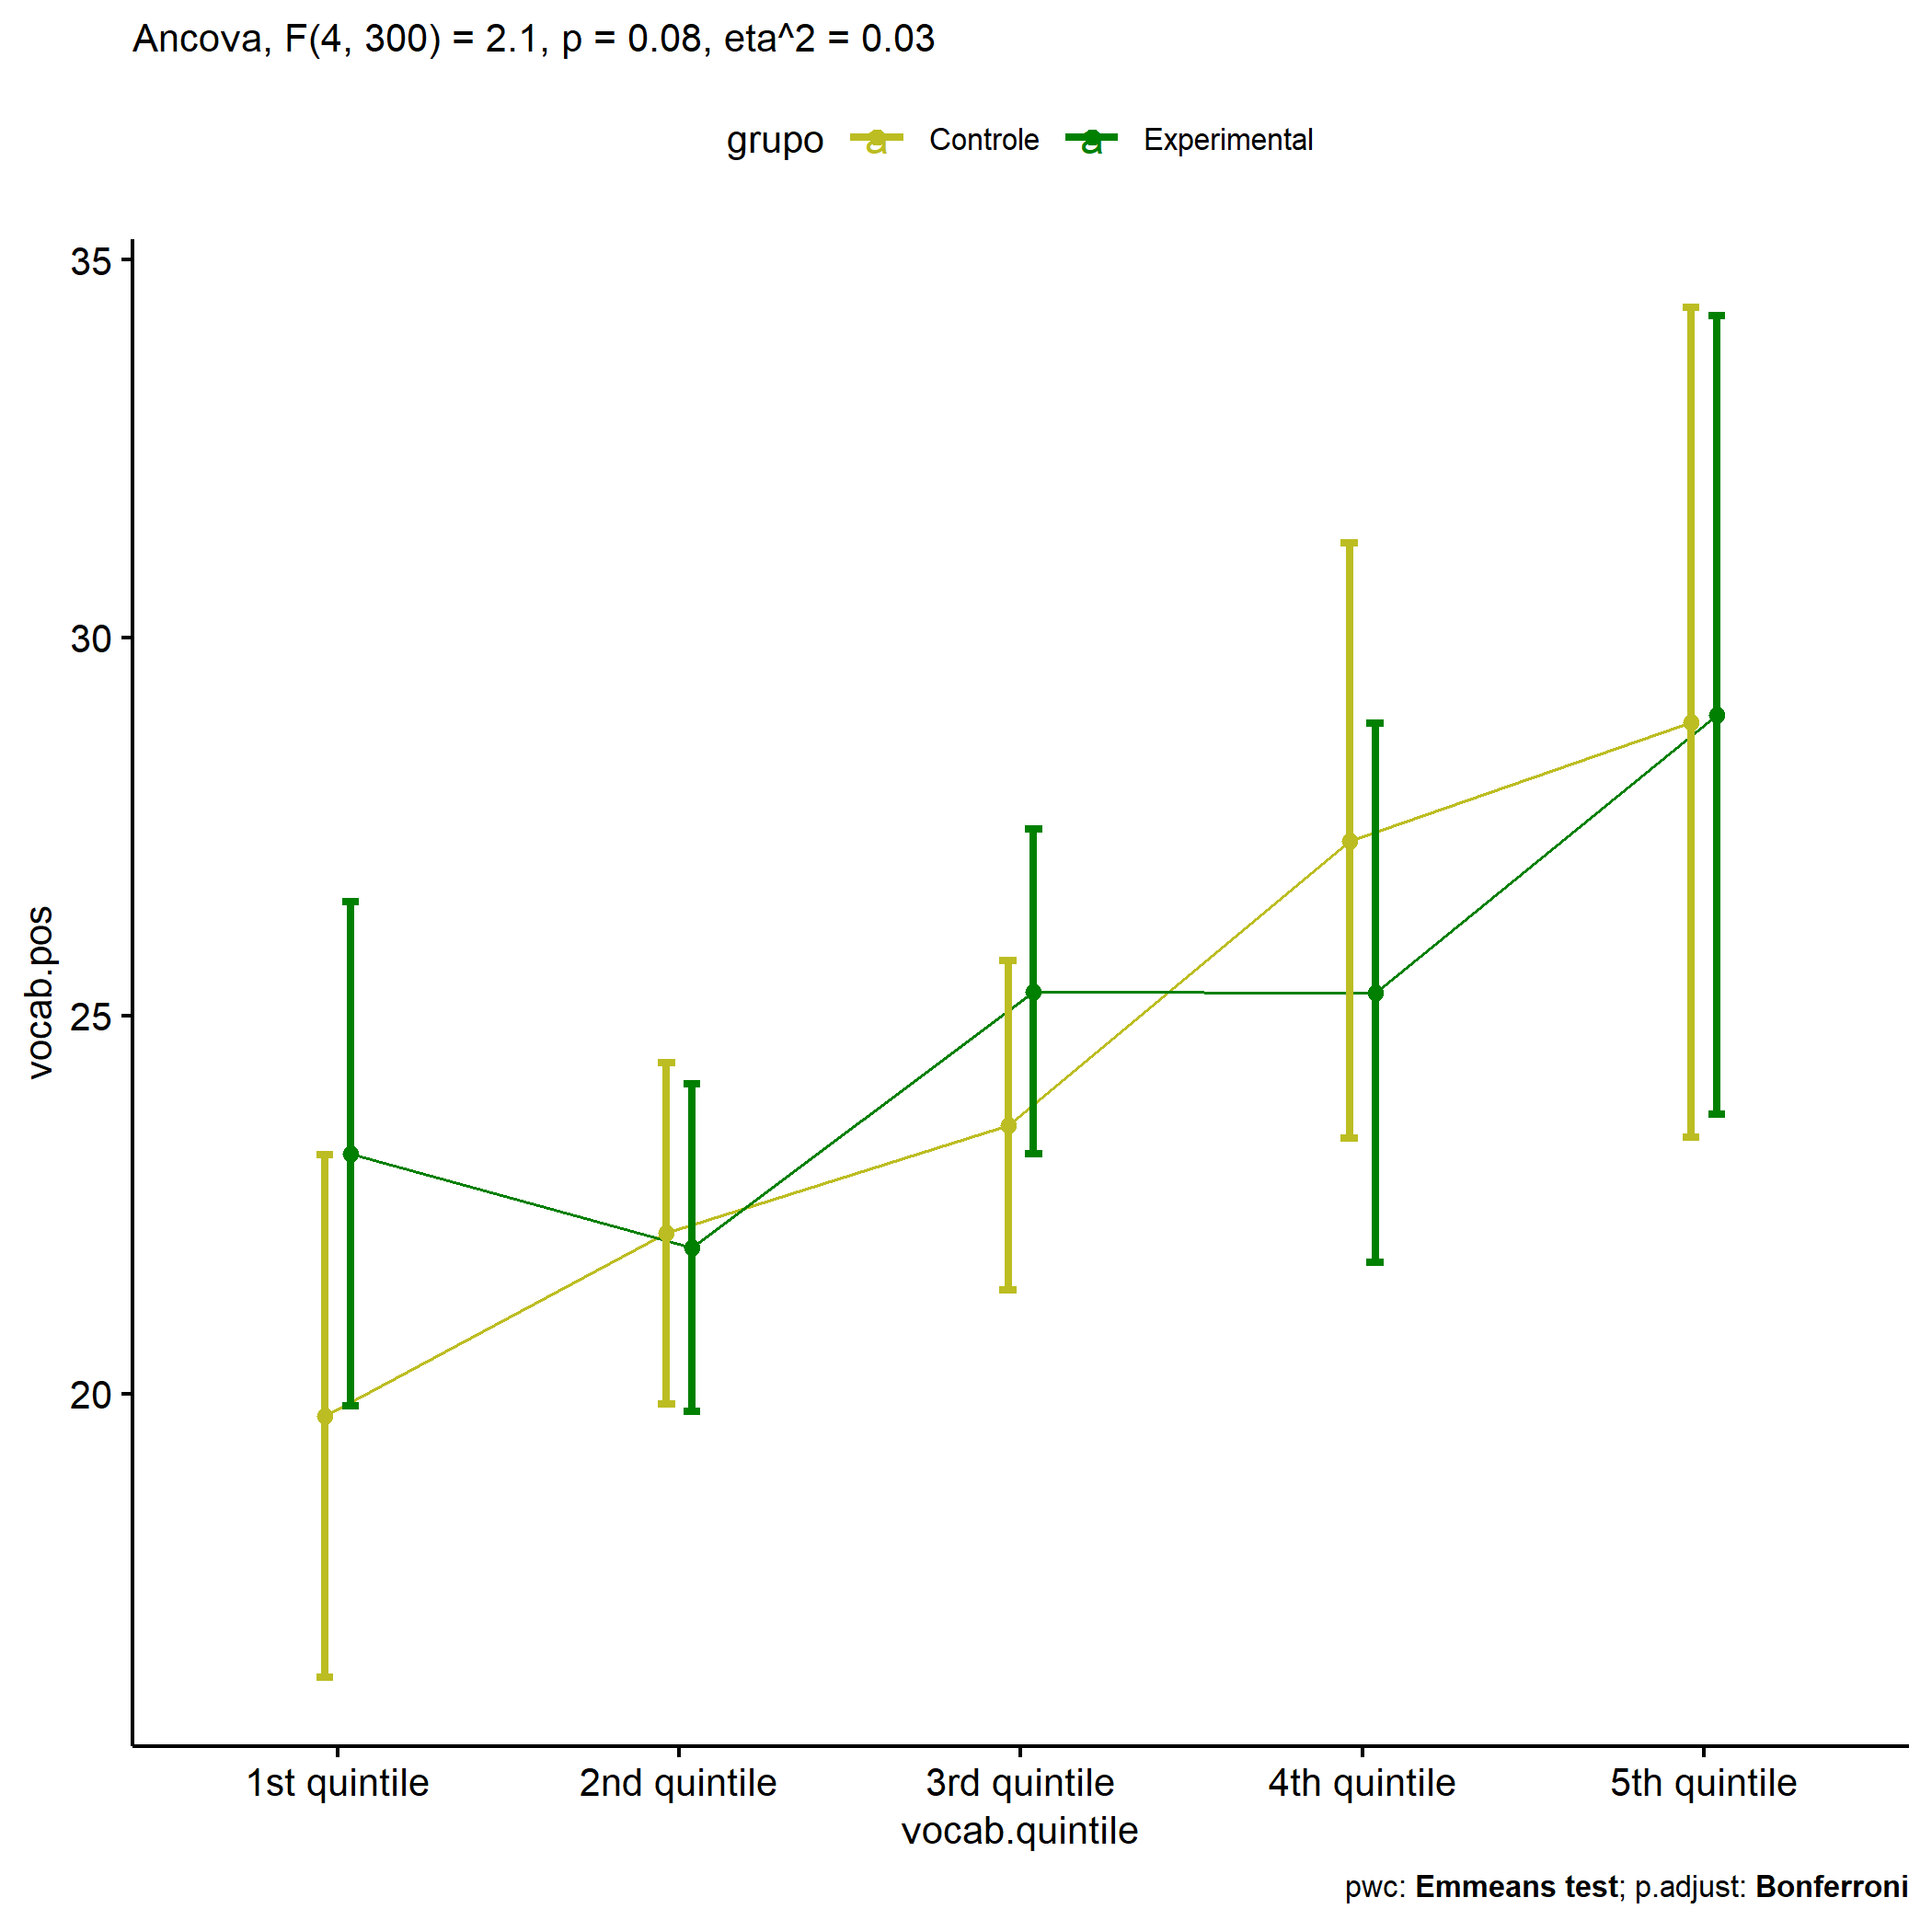 Ancova, F(4, 300) = 2.1, p = 0.08, eta^2 = 0.03
grupo a Controle a Experimental
35
30
25
20
vocab.pos
1st quintile 2nd quintile 3rd quintile 4th quintile 5th quintile
vocab.quintile
pwc: Emmeans test; p.adjust: Bonferroni